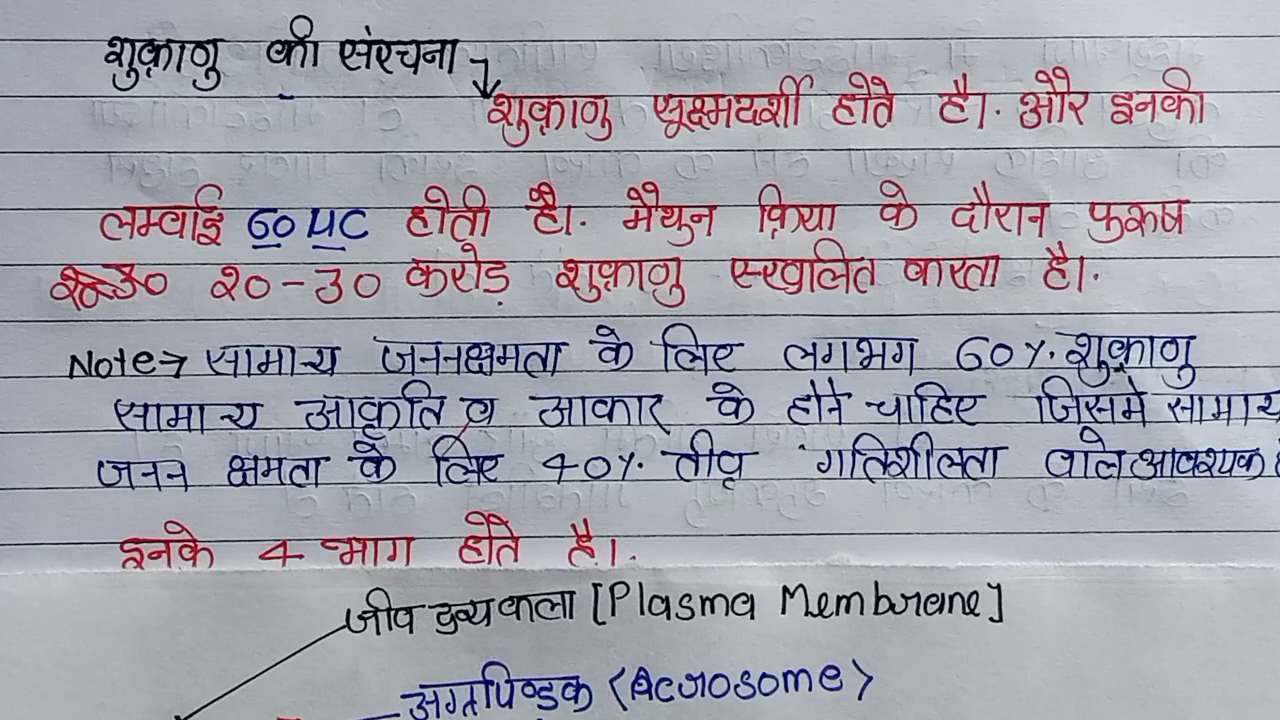 शुक्राणु की संरचना →
शुक्राणु सूक्ष्मदर्शी होते है। और इनकी
लम्वाई 60 μC होती है। मैथुन क्रिया के दौरान पुरूष
20-30 करोड़ शुक्राणु स्खलित करता है।
Note→ सामान्य जननक्षमता के लिए लगभग 60%. शुक्राणु
सामान्य आकृति व आकार के होने चाहिए जिसमे सामान्य
जनन क्षमता के लिए 40%. तीव्र गतिशीलता वाले आवश्यक
इनके 4 भाग होते है।
जीव द्रव्यकला [Plasma Membrane]
अग्रपिण्डक (Acrosome)